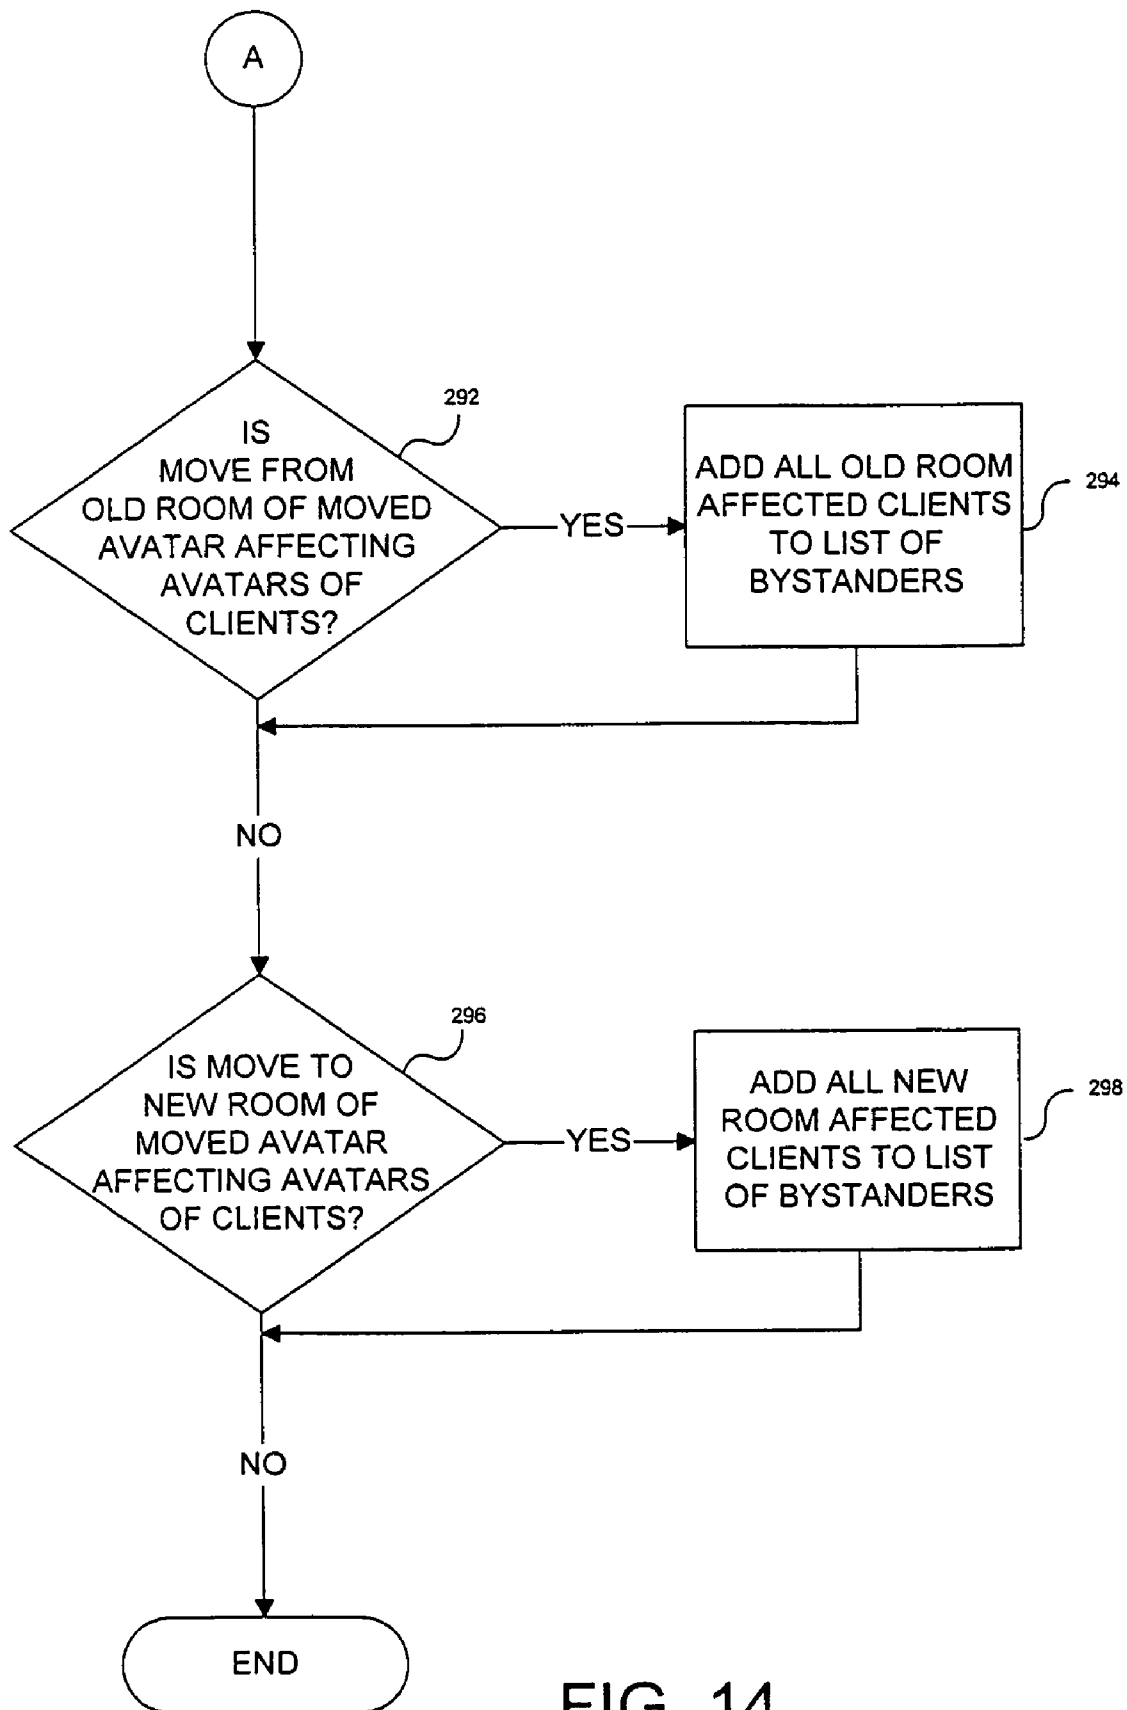 A
292
IS
MOVE FROM
OLD ROOM OF MOVED
AVATAR AFFECTING
AVATARS OF
CLIENTS?
YES
ADD ALL OLD ROOM
AFFECTED CLIENTS
TO LIST OF
BYSTANDERS
294
NO
296
IS MOVE TO
NEW ROOM OF
MOVED AVATAR
AFFECTING AVATARS
OF CLIENTS?
YES
ADD ALL NEW
ROOM AFFECTED
CLIENTS TO LIST
OF BYSTANDERS
298
NO
END
FIG. 14